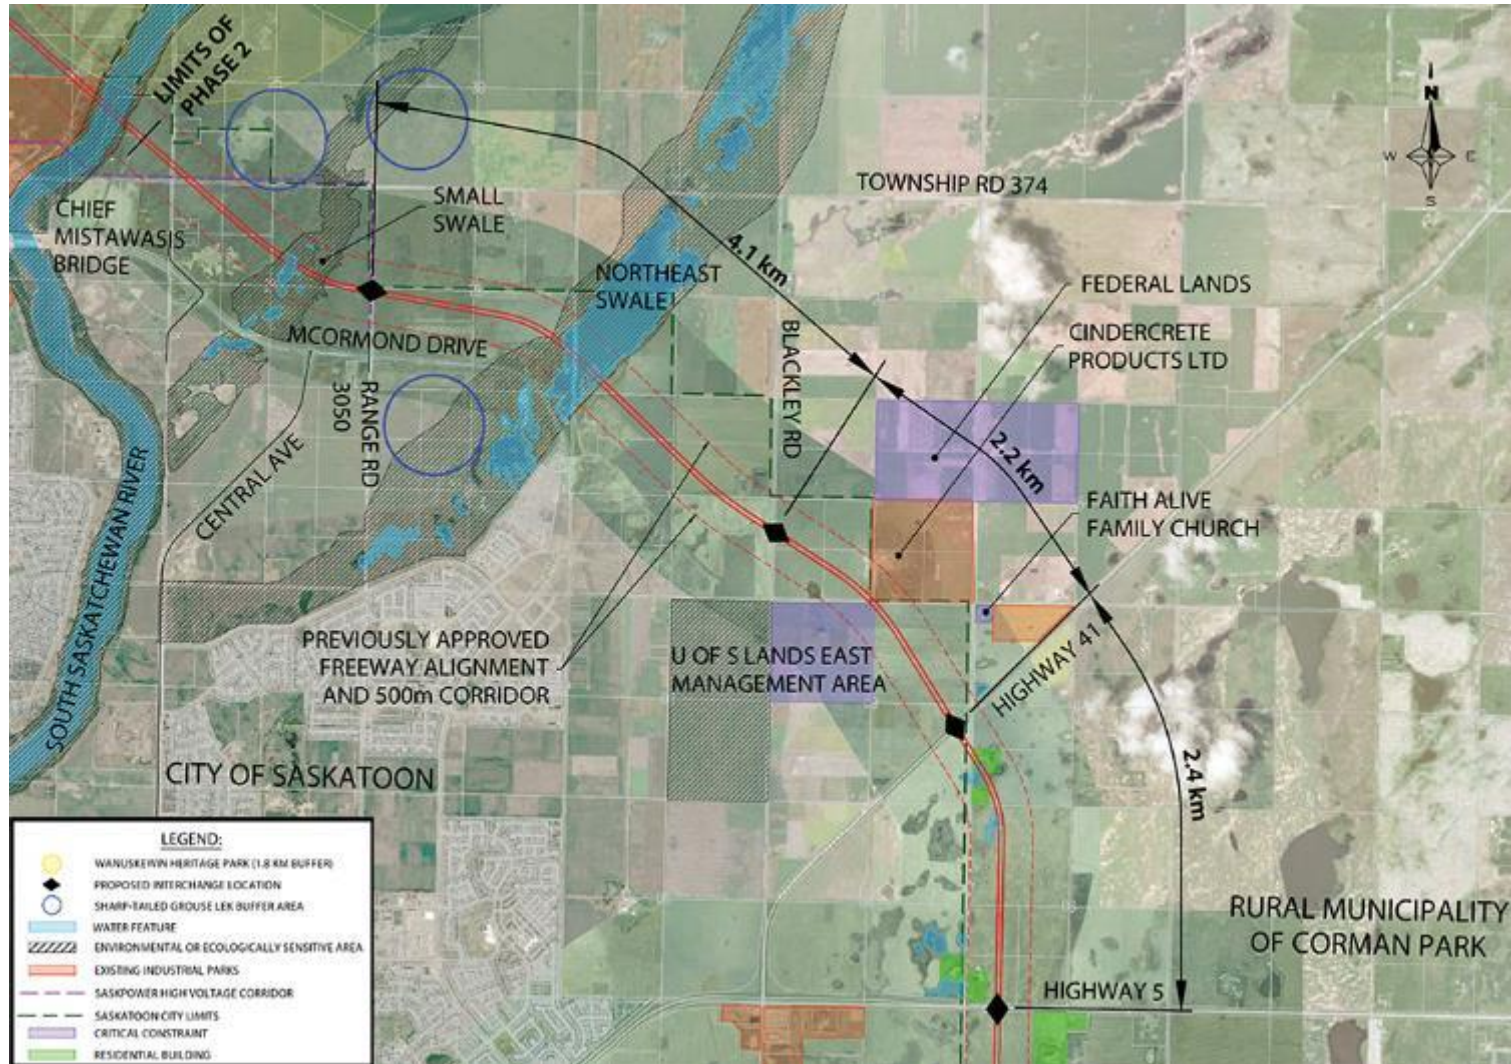 LIMITS OF
PHASE 2
N
W
E
S
TOWNSHIP RD 374
CHIEF
MISTAWASIS
BRIDGE
SMALL
SWALE
4.1 km
NORTHEAST
SWALE
FEDERAL LANDS
CINDERCRETE
PRODUCTS LTD
MCORMOND DRIVE
BLACKLEY RD
RANGE RD
3050
CENTRAL AVE
2.2 km
FAITH ALIVE
FAMILY CHURCH
SOUTH SASKATCHEWAN RIVER
PREVIOUSLY APPROVED
FREEWAY ALIGNMENT
AND 500m CORRIDOR
U OF S LANDS EAST
MANAGEMENT AREA
HIGHWAY 41
2.4 km
CITY OF SASKATOON
RURAL MUNICIPALITY
OF CORMAN PARK
HIGHWAY 5
LEGEND:
WANUSKEWIN HERITAGE PARK (1.8 KM BUFFER)
PROPOSED INTERCHANGE LOCATION
SHARP-TAILED GROUSE LEK BUFFER AREA
WATER FEATURE
ENVIRONMENTAL OR ECOLOGICALLY SENSITIVE AREA
EXISTING INDUSTRIAL PARKS
SASKPOWER HIGH VOLTAGE CORRIDOR
SASKATOON CITY LIMITS
CRITICAL CONSTRAINT
RESIDENTIAL BUILDING